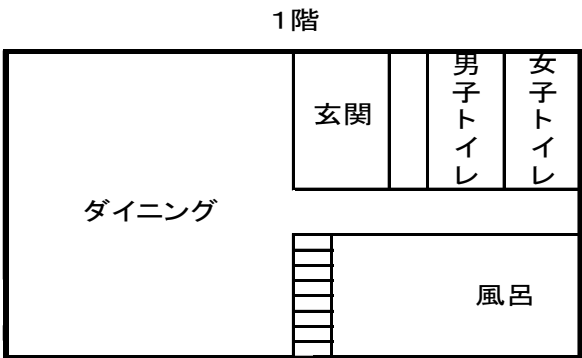 1階
玄関
男子トイレ
女子トイレ
ダイニング
風呂